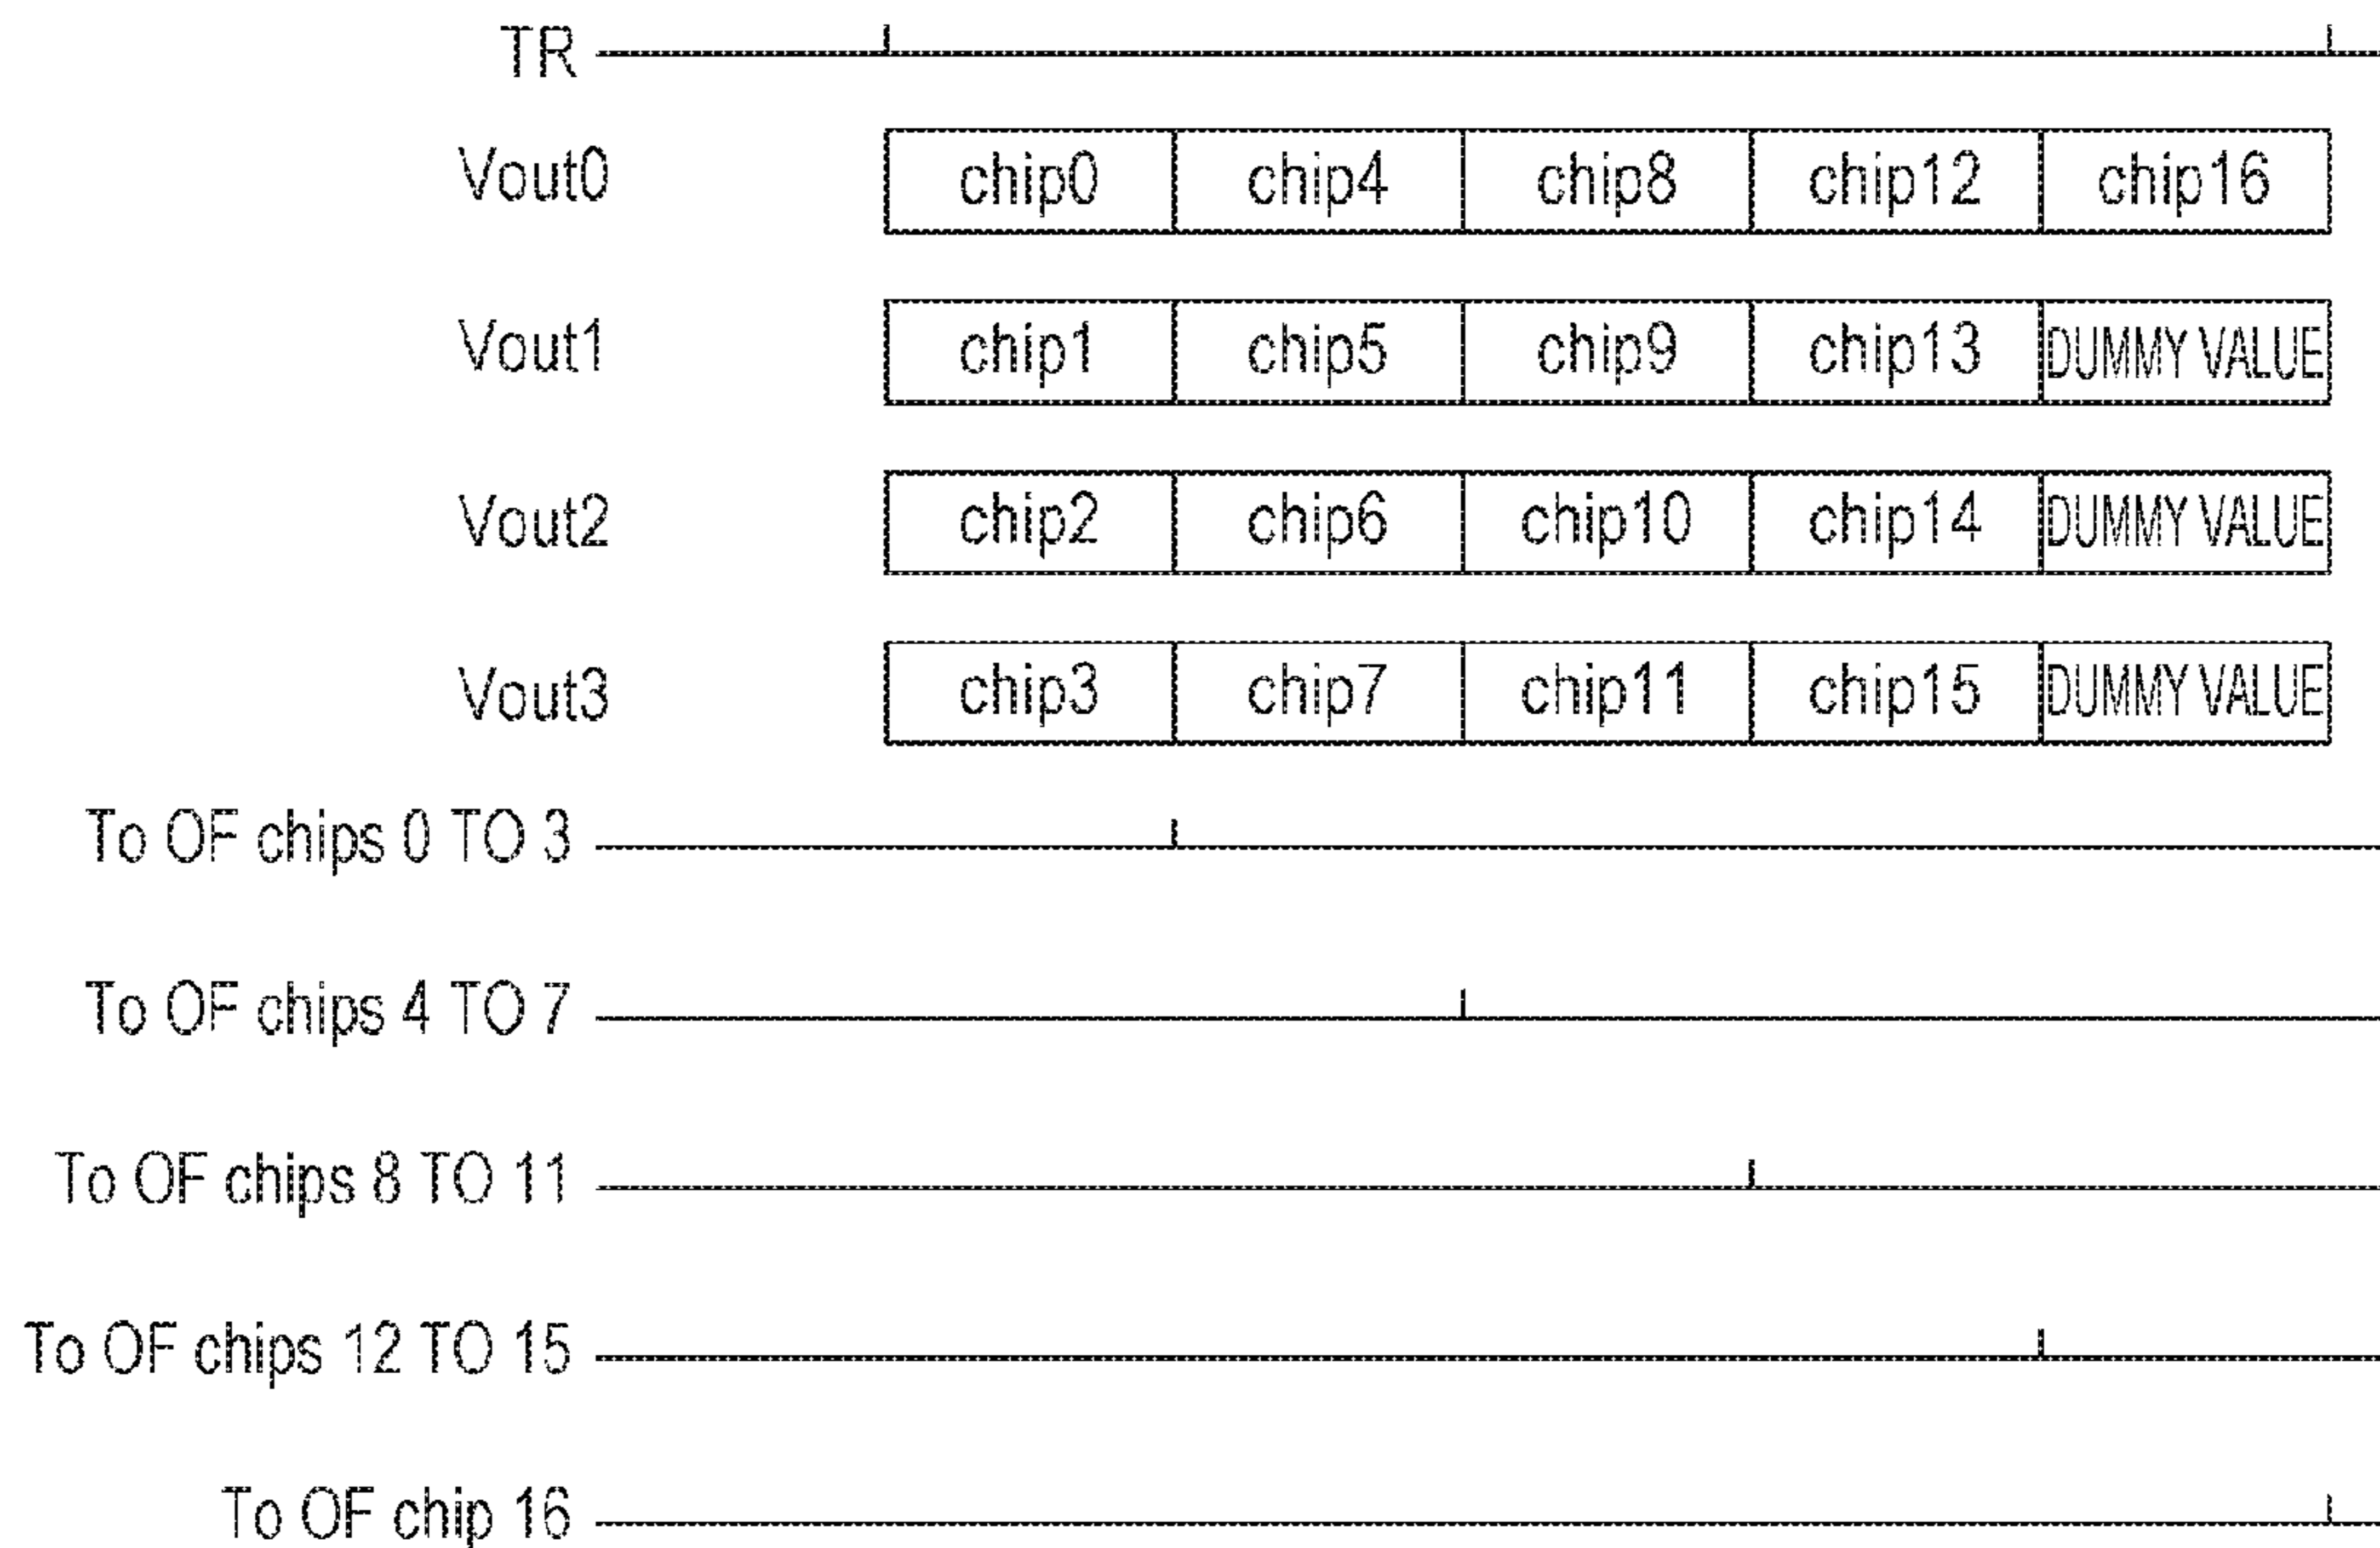 TR
Vout0 chip0 chip4 chip8 chip12 chip16
Vout1 chip1 chip5 chip9 chip13 DUMMY VALUE
Vout2 chip2 chip6 chip10 chip14 DUMMY VALUE
Vout3 chip3 chip7 chip11 chip15 DUMMY VALUE
To OF chips 0 TO 3
To OF chips 4 TO 7
To OF chips 8 TO 11
To OF chips 12 TO 15
To OF chip 16